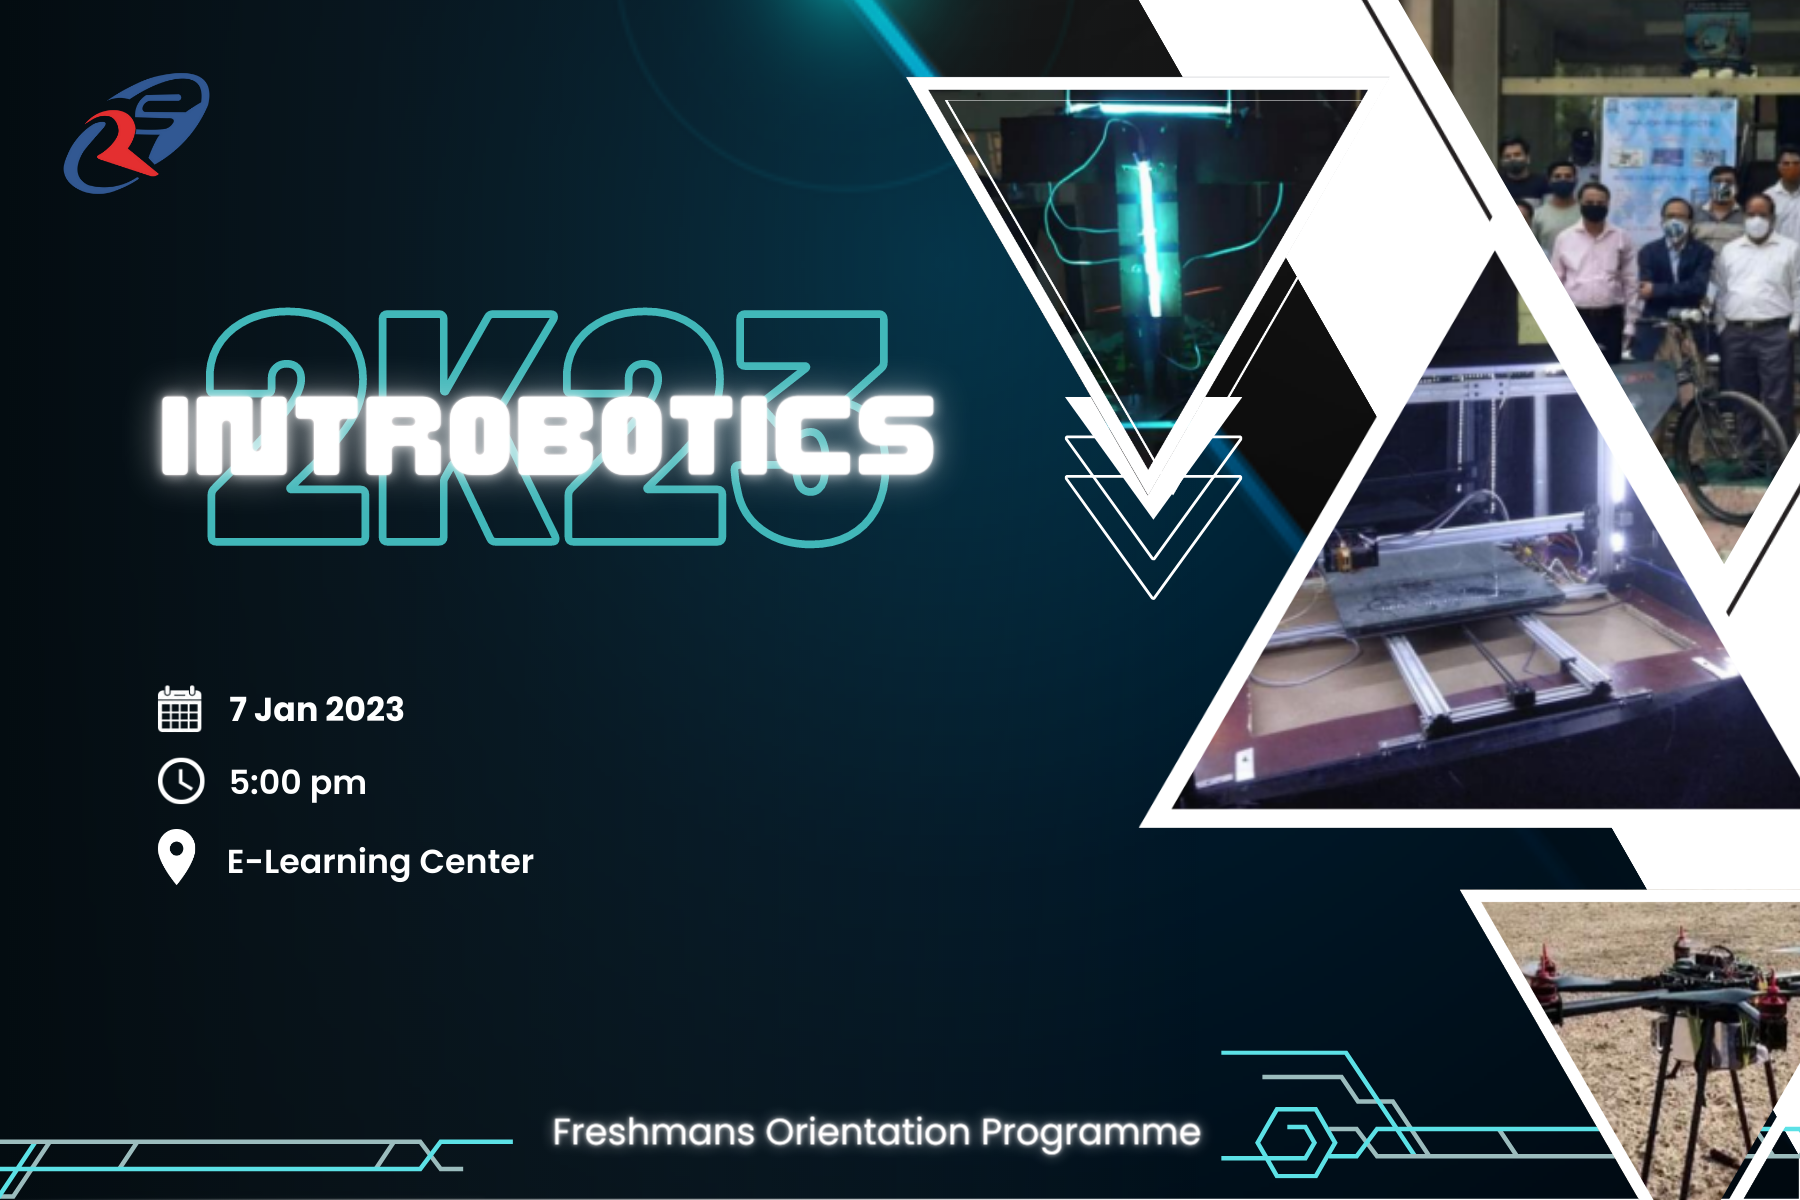 2K23
INTROBOTICS
7 Jan 2023
5:00 pm
E-Learning Center
Freshmans Orientation Programme